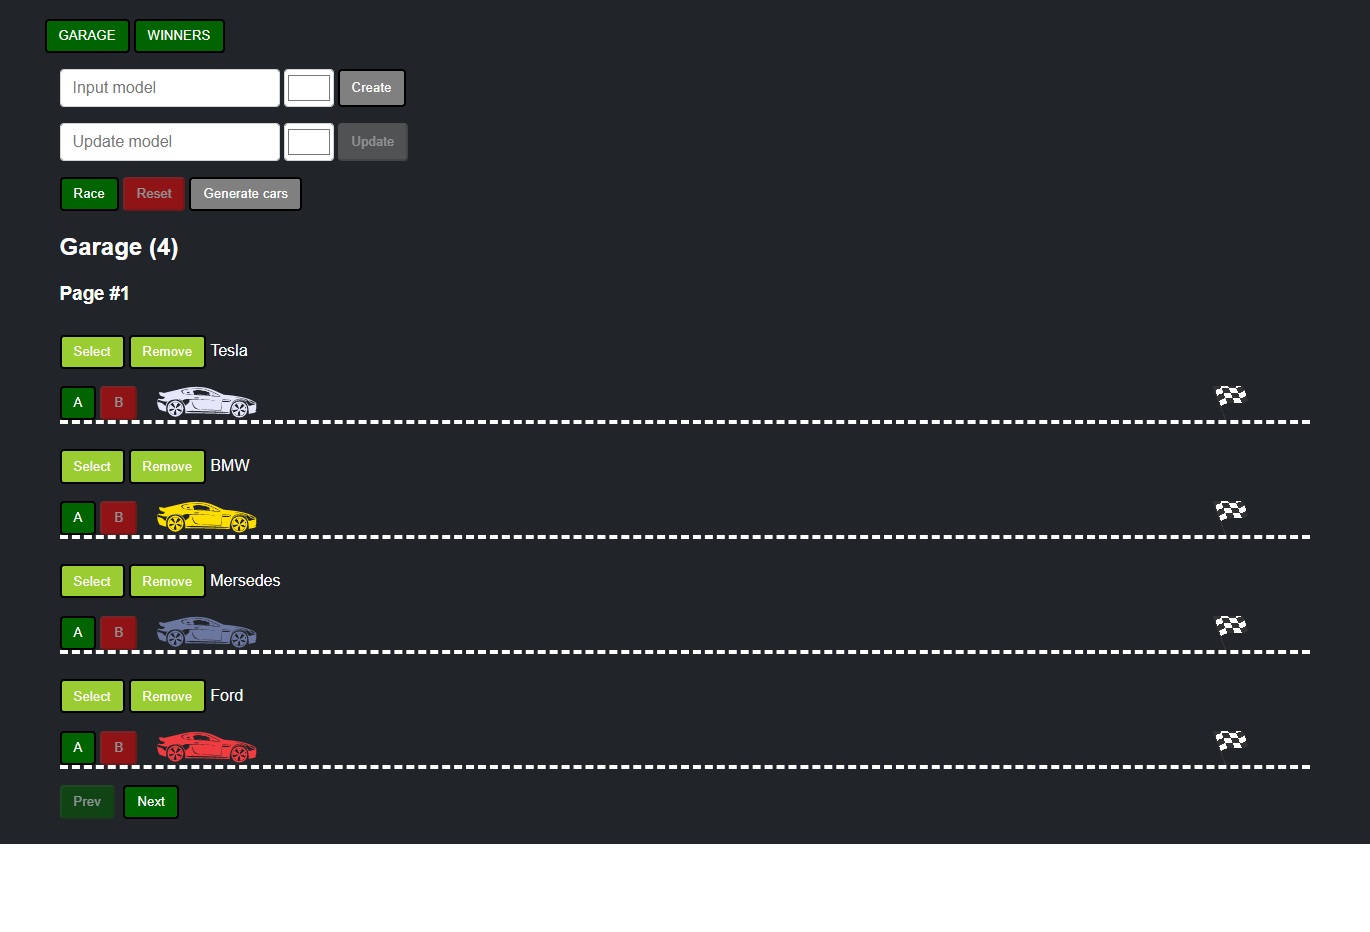 GARAGE WINNERS
Input model Create
Update model Update
Race Reset Generate cars
Garage (4)
Page #1
Select Remove Tesla
A B
Select Remove BMW
A B
Select Remove Mersedes
A B
Select Remove Ford
A B
Prev Next